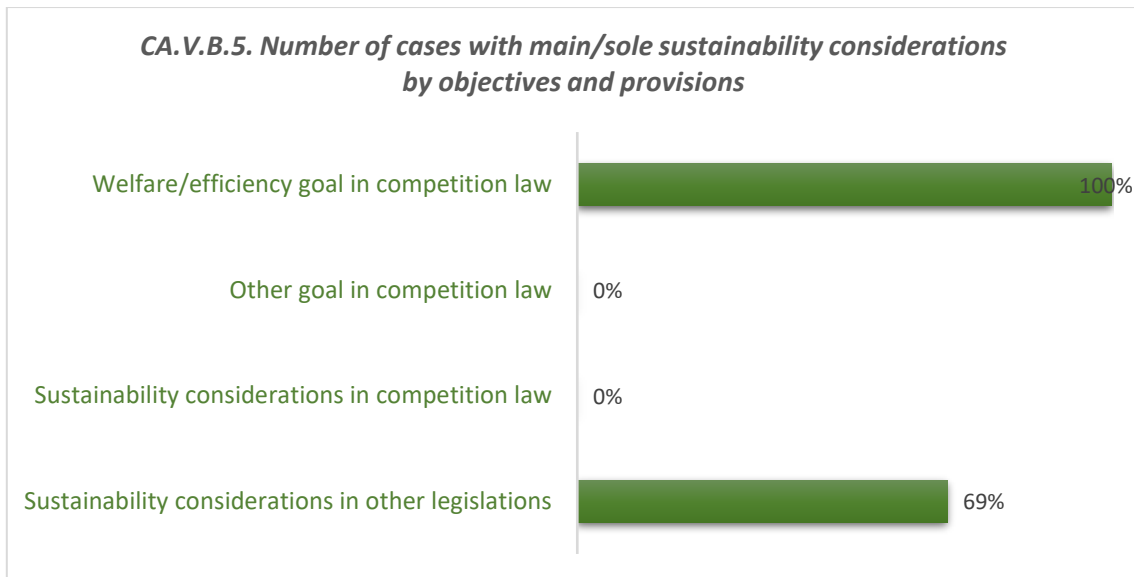 CA.V.B.5. Number of cases with main/sole sustainability considerations
by objectives and provisions
Welfare/efficiency goal in competition law
100%
Other goal in competition law
0%
Sustainability considerations in competition law
0%
Sustainability considerations in other legislations
69%